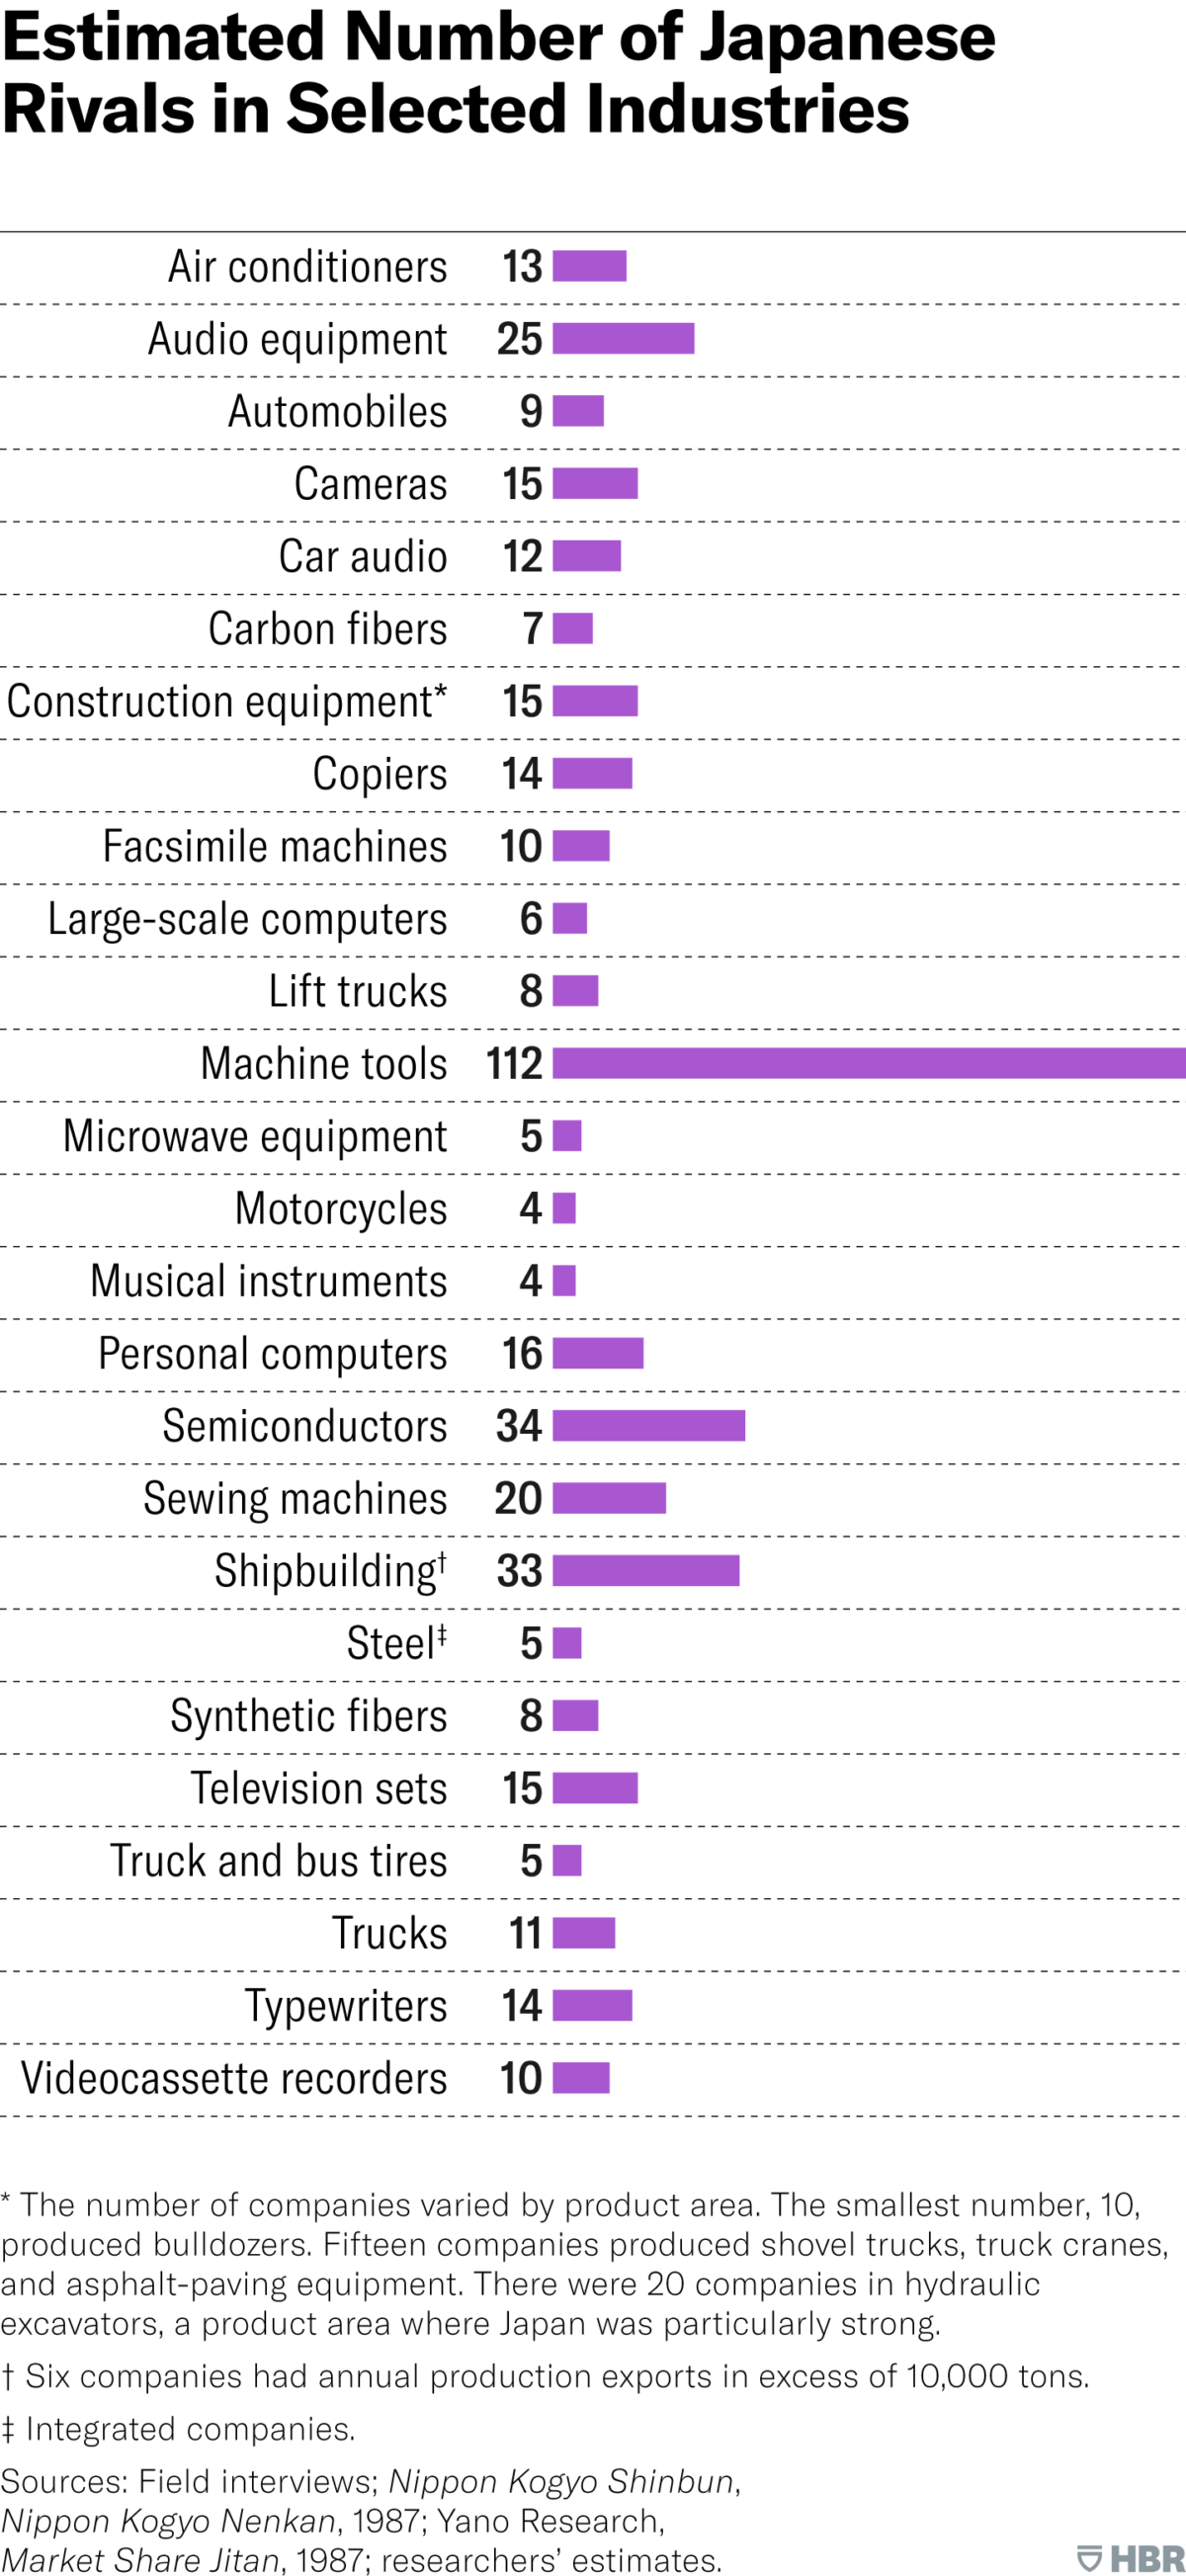 Estimated Number of Japanese
Rivals in Selected Industries
Air conditioners 13
Audio equipment 25
Automobiles 9
Cameras 15
Car audio 12
Carbon fibers 7
Construction equipment* 15
Copiers 14
Facsimile machines 10
Large-scale computers 6
Lift trucks 8
Machine tools 112
Microwave equipment 5
Motorcycles 4
Musical instruments 4
Personal computers 16
Semiconductors 34
Sewing machines 20
Shipbuilding† 33
Steel‡ 5
Synthetic fibers 8
Television sets 15
Truck and bus tires 5
Trucks 11
Typewriters 14
Videocassette recorders 10
* The number of companies varied by product area. The smallest number, 10,
produced bulldozers. Fifteen companies produced shovel trucks, truck cranes,
and asphalt-paving equipment. There were 20 companies in hydraulic
excavators, a product area where Japan was particularly strong.
† Six companies had annual production exports in excess of 10,000 tons.
‡ Integrated companies.
Sources: Field interviews; Nippon Kogyo Shinbun,
Nippon Kogyo Nenkan, 1987; Yano Research,
Market Share Jitan, 1987; researchers’ estimates.
HBR